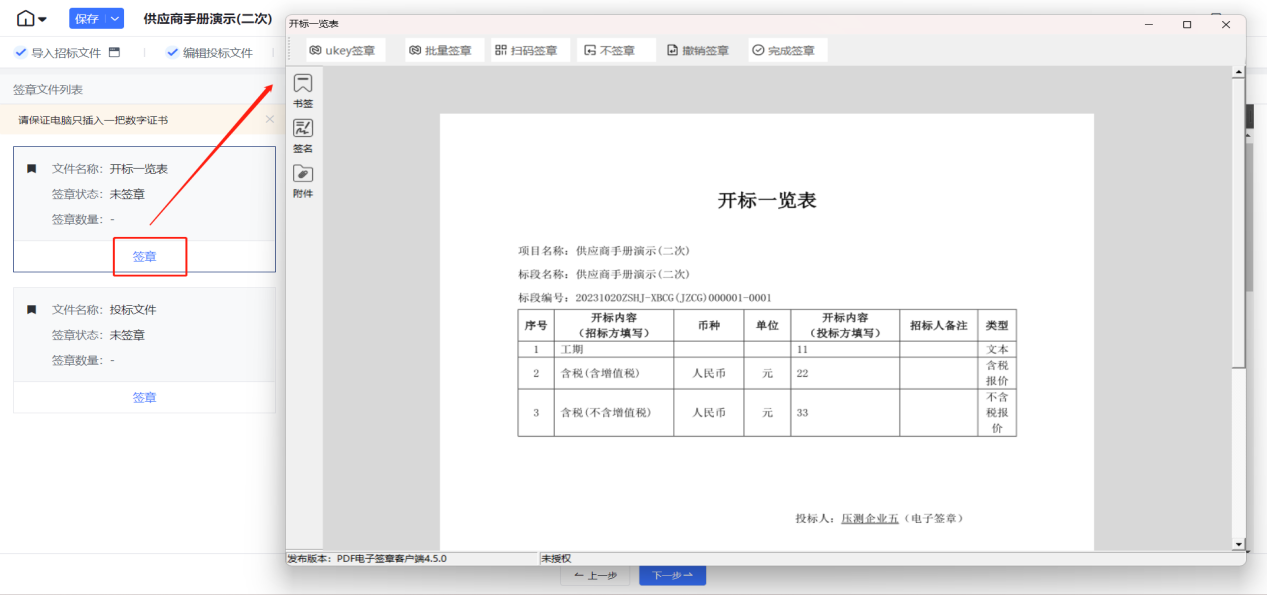 保存
供应商手册演示(二次)
导入招标文件
编辑投标文件
签章文件列表
请保证电脑只插入一把数字证书
文件名称: 开标一览表
签章状态: 未签章
签章数量: -
签章
文件名称: 投标文件
签章状态: 未签章
签章数量: -
签章
开标一览表
ukey签章
批量签章
扫码签章
不签章
撤销签章
完成签章
书签
签名
附件
开标一览表
项目名称: 供应商手册演示(二次)
标段名称: 供应商手册演示(二次)
标段编号: 20231020ZSHJ-XBCG(JZCG)000001-0001
序号 开标内容(招标方填写) 币种 单位 开标内容(投标方填写) 招标人备注 类型
1 工期 11 文本
2 含税(含增值税) 人民币 元 22 含税报价
3 含税(不含增值税) 人民币 元 33 不含税报价
投标人: 压测企业五 (电子签章)
发布版本: PDF电子签章客户端4.5.0
未授权
上一步
下一步